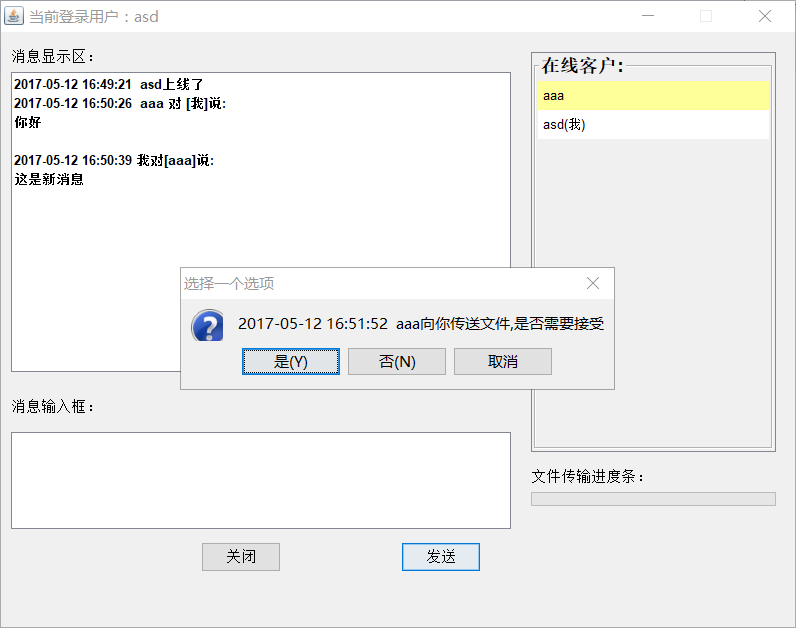 当前登录用户：asd
消息显示区：
2017-05-12 16:49:21  asd上线了
2017-05-12 16:50:26  aaa 对 [我]说:
你好
2017-05-12 16:50:39 我对[aaa]说:
这是新消息
在线客户:
aaa
asd(我)
选择一个选项
2017-05-12 16:51:52  aaa向你传送文件,是否需要接受
是(Y)
否(N)
取消
消息输入框：
文件传输进度条：
关闭
发送